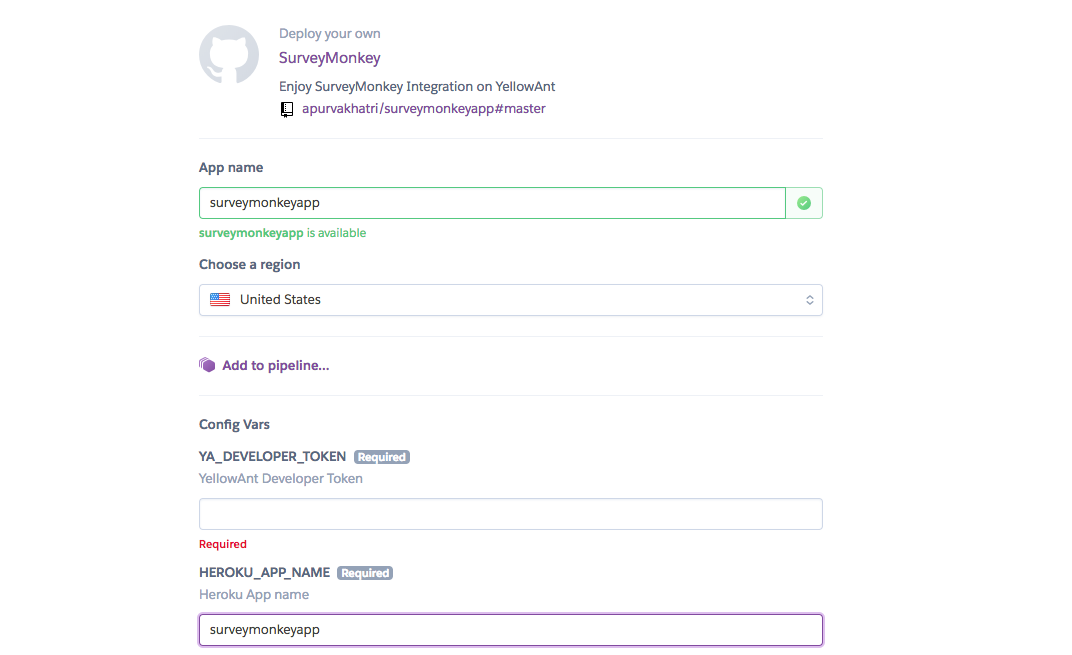 Deploy your own
SurveyMonkey
Enjoy SurveyMonkey Integration on YellowAnt
apurvakhatri/surveymonkeyapp#master
App name
surveymonkeyapp
surveymonkeyapp is available
Choose a region
United States
Add to pipeline...
Config Vars
YA_DEVELOPER_TOKEN Required
YellowAnt Developer Token
Required
HEROKU_APP_NAME Required
Heroku App name
surveymonkeyapp